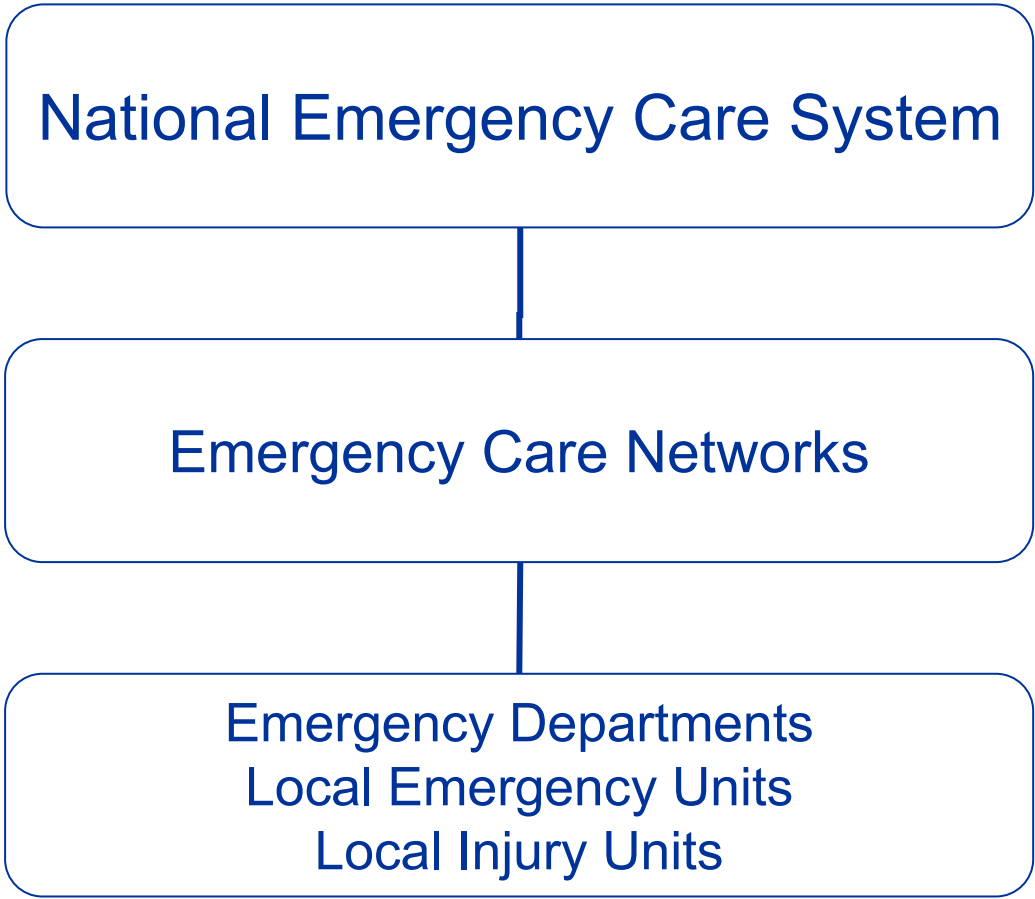 National Emergency Care System
Emergency Care Networks
Emergency Departments
Local Emergency Units
Local Injury Units